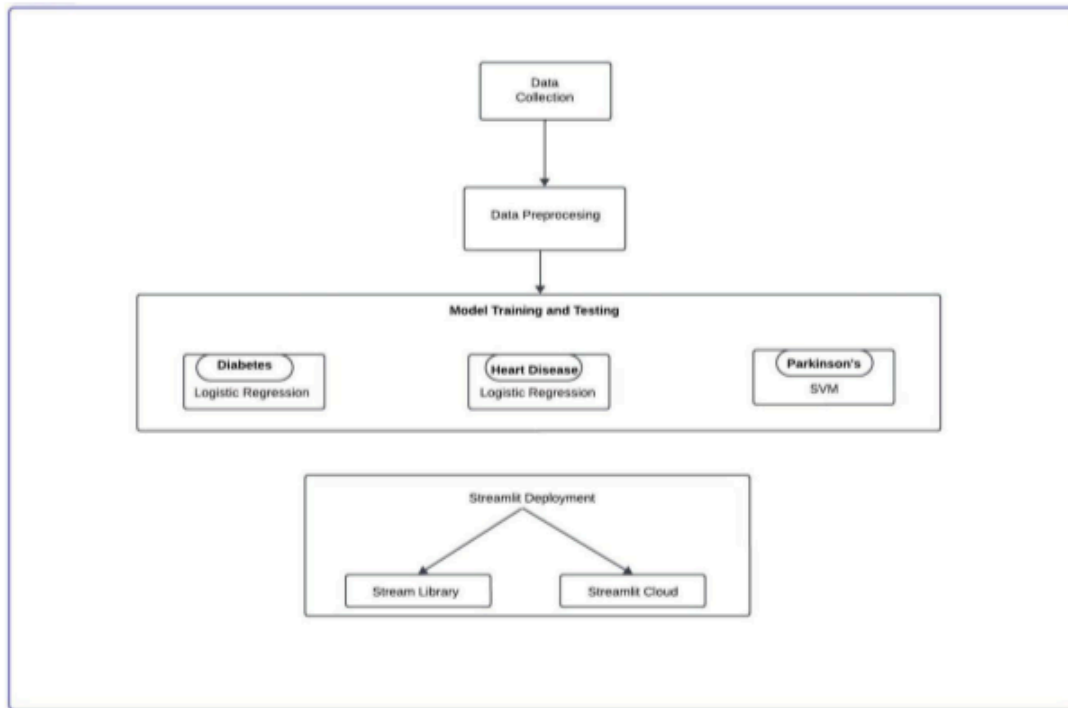 Data
Collection
Data Preprocesing
Model Training and Testing
Diabetes
Logistic Regression
Heart Disease
Logistic Regression
Parkinson's
SVM
Streamlit Deployment
Stream Library
Streamlit Cloud